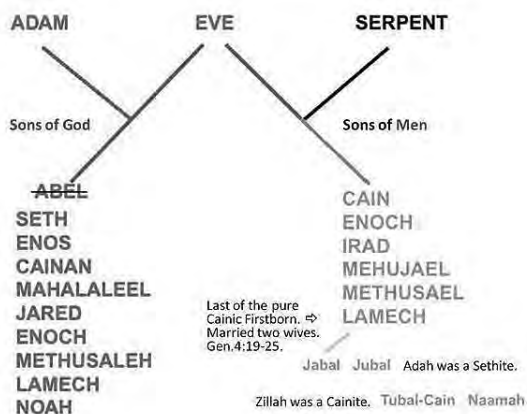 ADAM EVE SERPENT
Sons of God Sons of Men
ABEL
SETH
ENOS
CAINAN
MAHALALEEL
JARED
ENOCH
METHUSALEH
LAMECH
NOAH
CAIN
ENOCH
IRAD
MEHUJAEL
METHUSAEL
LAMECH
Last of the pure
Cainic Firstborn. ⇨
Married two wives.
Gen.4:19-25.
Jabal Jubal Adah was a Sethite.
Zillah was a Cainite. Tubal-Cain Naamah